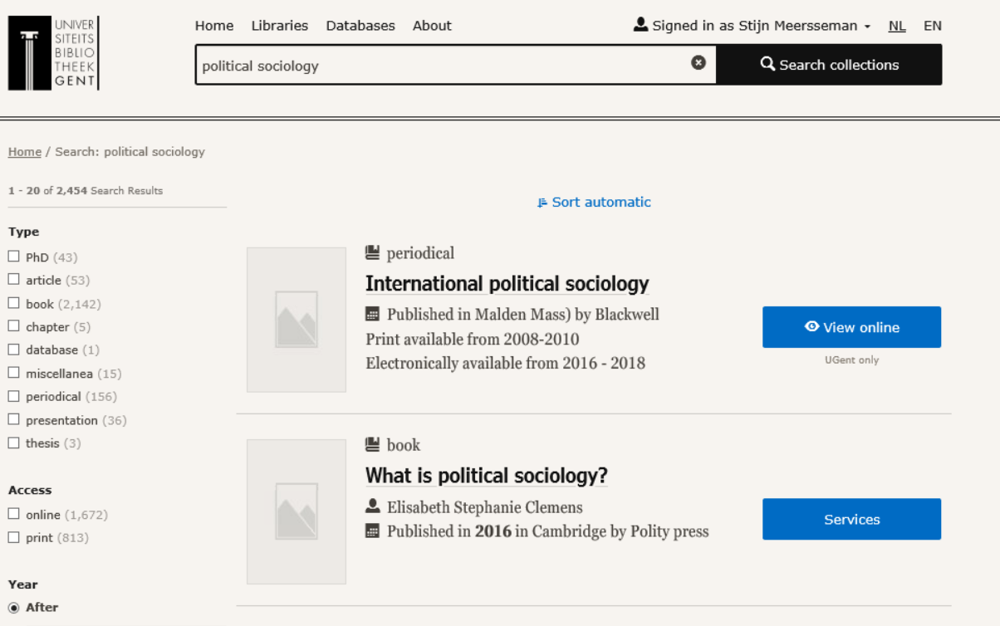 UNIVER
SITEITS
BIBLIO
THEEK
GENT
Home Libraries Databases About Signed in as Stijn Meersseman NL EN
political sociology Search collections
Home / Search: political sociology
1 - 20 of 2,454 Search Results
Sort automatic
Type
PhD (43)
article (53)
book (2,142)
chapter (5)
database (1)
miscellanea (15)
periodical (156)
presentation (36)
thesis (3)
Access
online (1,672)
print (813)
Year
After
periodical
International political sociology
Published in Malden Mass) by Blackwell
Print available from 2008-2010
Electronically available from 2016 - 2018
View online
UGent only
book
What is political sociology?
Elisabeth Stephanie Clemens
Published in 2016 in Cambridge by Polity press
Services